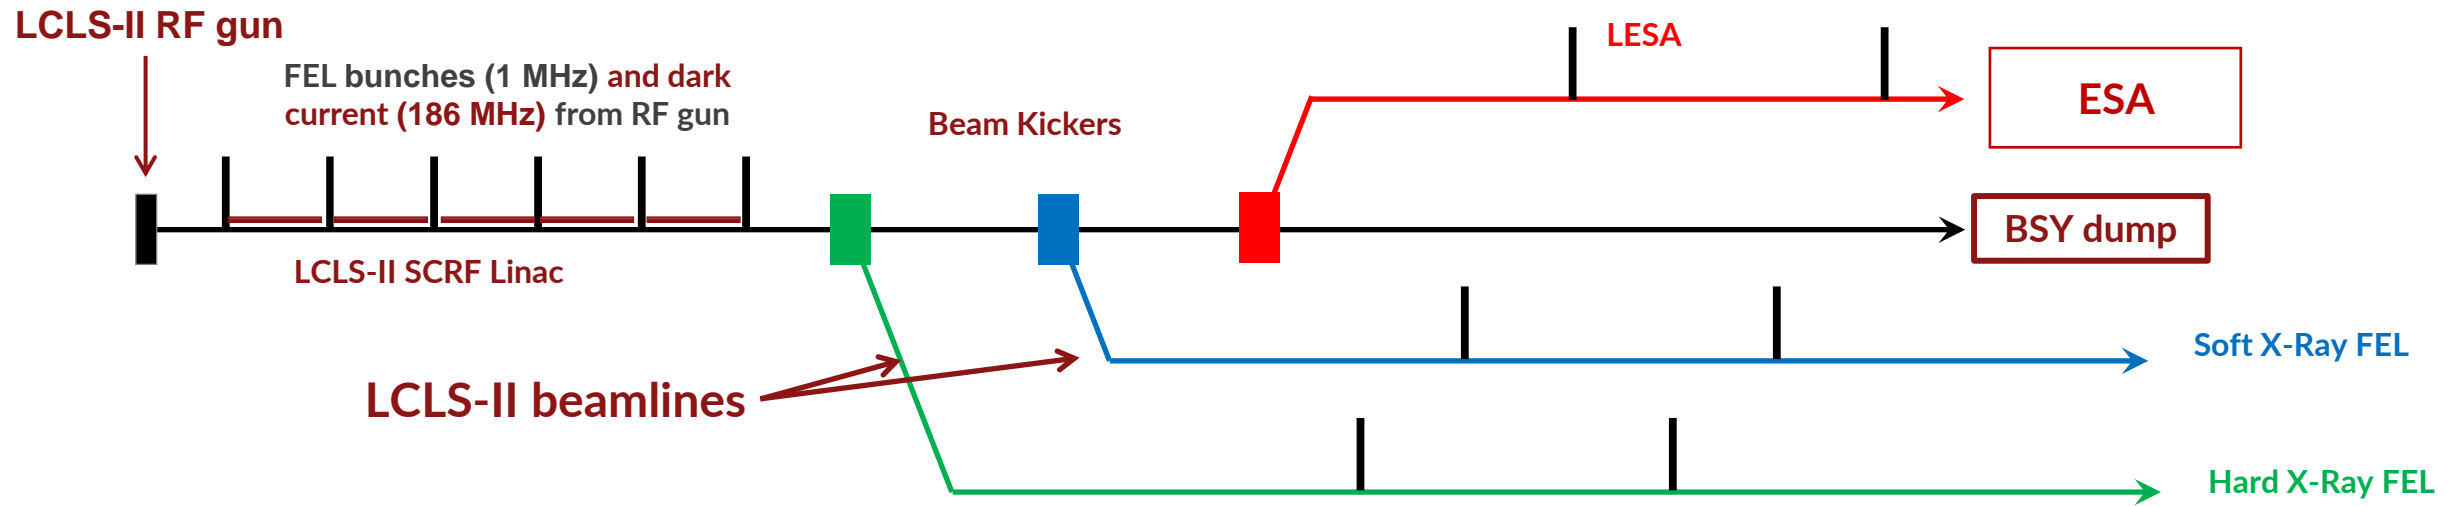 LCLS-II RF gun
FEL bunches (1 MHz) and dark
current (186 MHz) from RF gun
LCLS-II SCRF Linac
Beam Kickers
LESA
ESA
BSY dump
LCLS-II beamlines
Soft X-Ray FEL
Hard X-Ray FEL